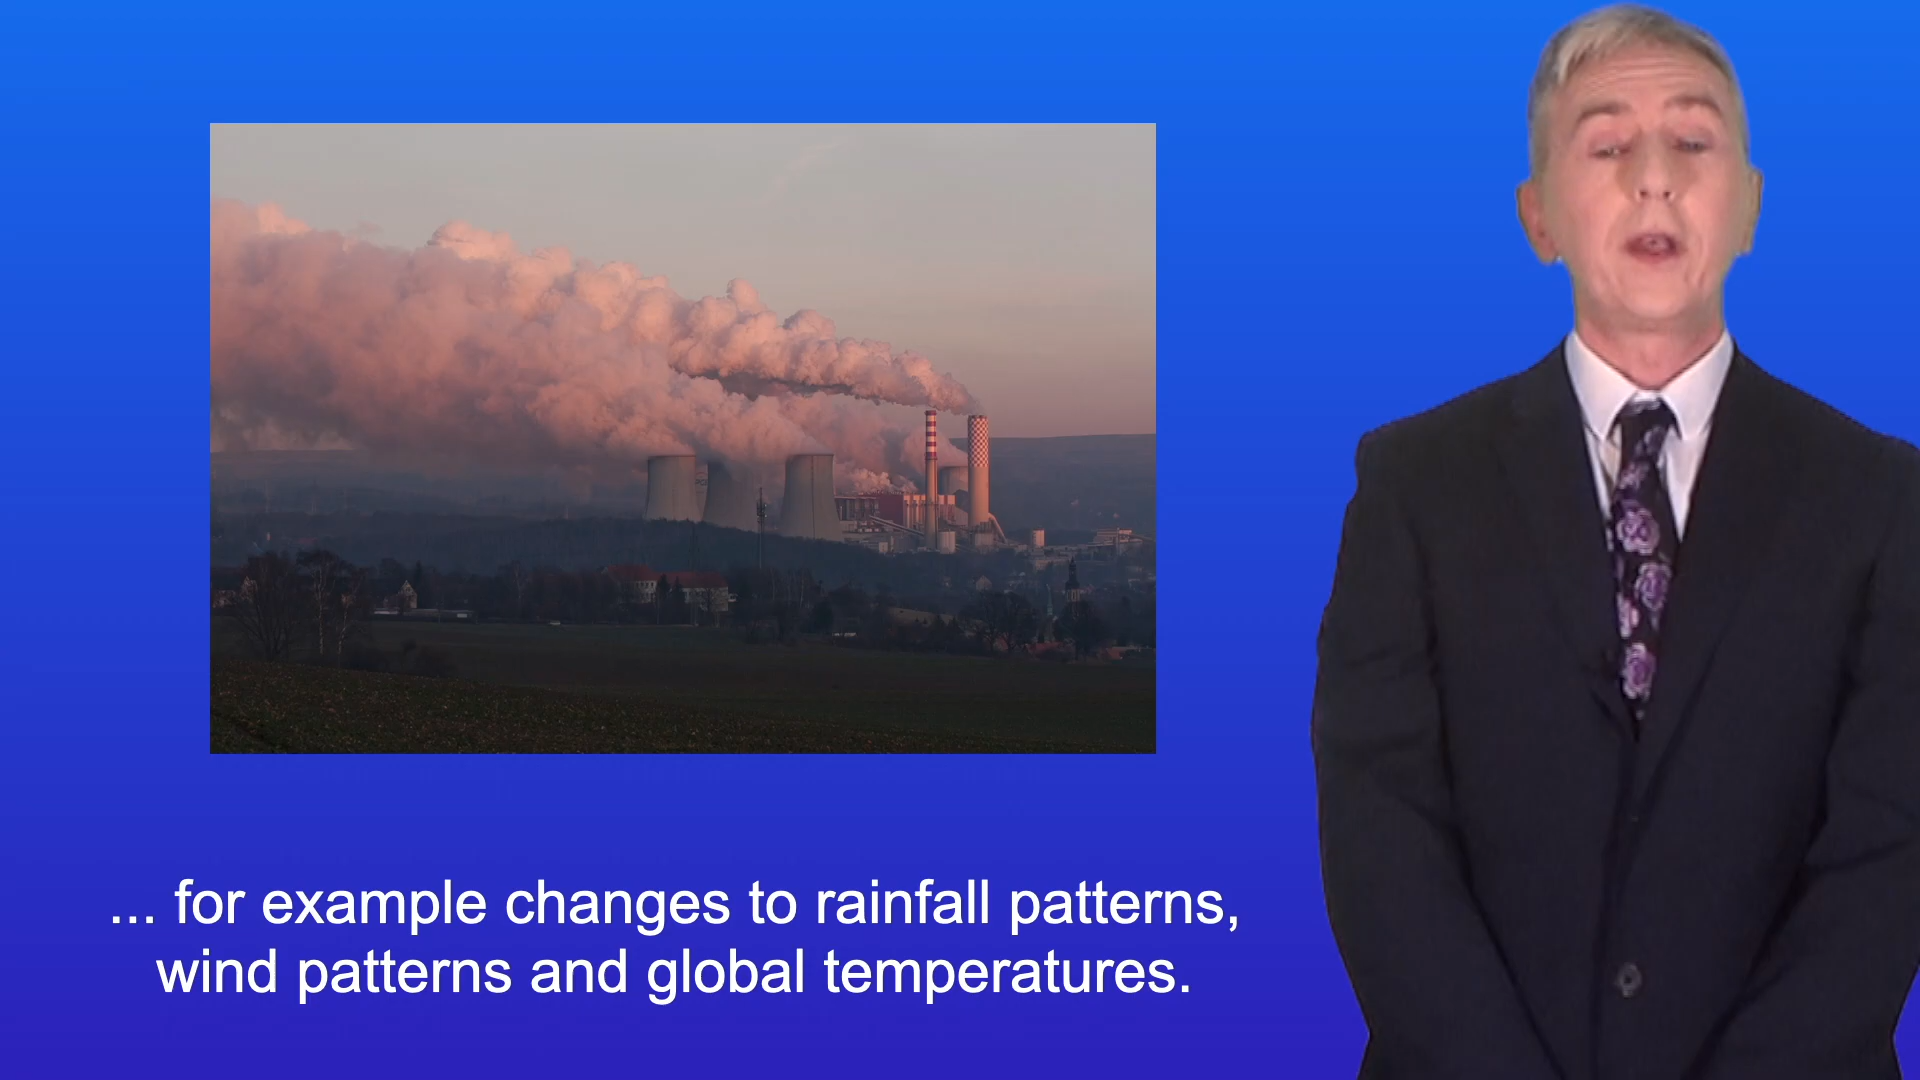 ... for example changes to rainfall patterns,
wind patterns and global temperatures.